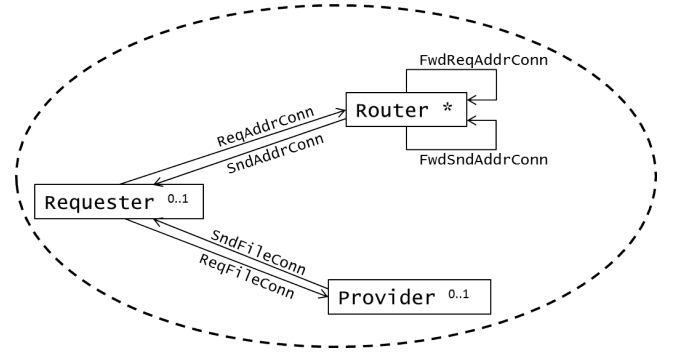 FwdReqAddrConn
Router *
FwdSndAddrConn
ReqAddrConn
SndAddrConn
Requester 0..1
SndFileConn
ReqFileConn
Provider 0..1